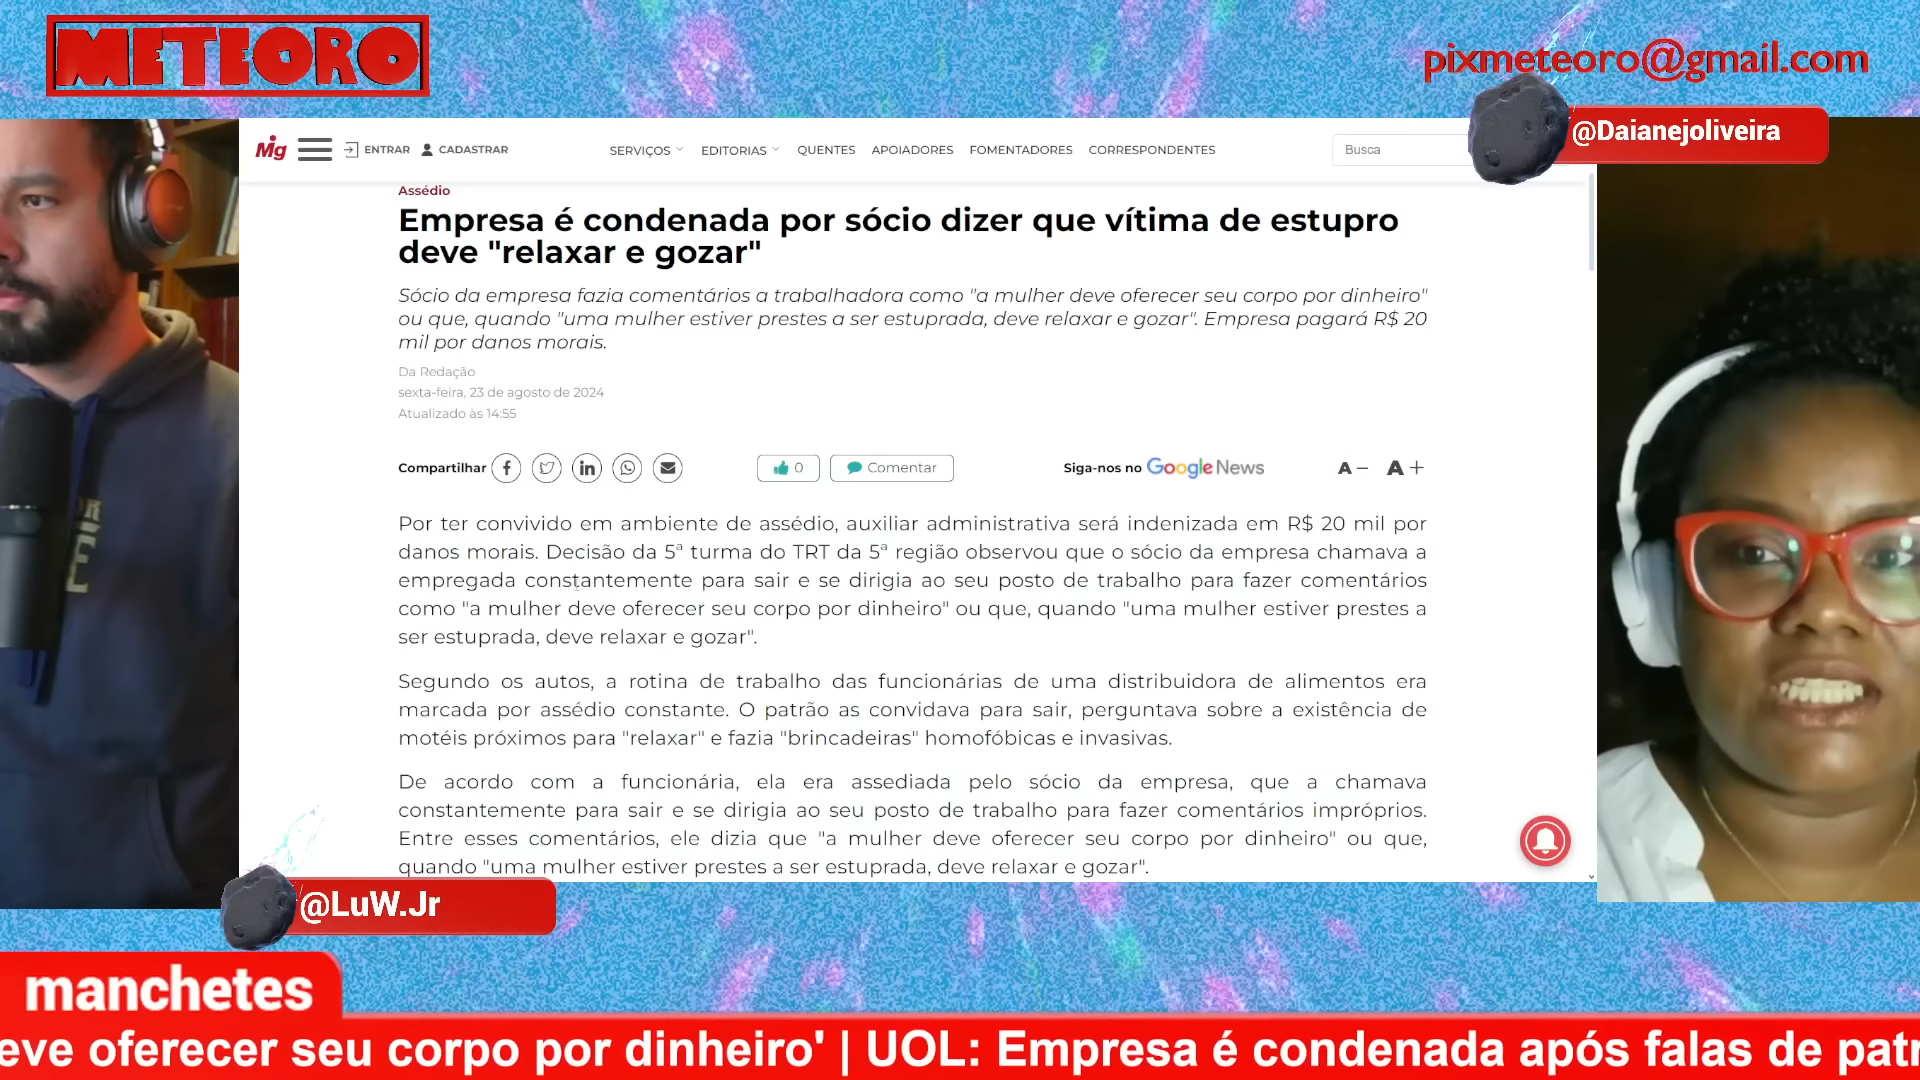 METEORO
pixmeteoro@gmail.com
@Daianejoliveira
Mig ENTRAR CADASTRAR SERVIÇOS EDITORIAS QUENTES APOIADORES FOMENTADORES CORRESPONDENTES Busca
Assédio
Empresa é condenada por sócio dizer que vítima de estupro
deve "relaxar e gozar"
Sócio da empresa fazia comentários a trabalhadora como "a mulher deve oferecer seu corpo por dinheiro"
ou que, quando "uma mulher estiver prestes a ser estuprada, deve relaxar e gozar". Empresa pagará R$ 20
mil por danos morais.
Da Redação
sexta-feira, 23 de agosto de 2024
Atualizado às 14:55
Compartilhar 0 Comentar Siga-nos no Google News A- A+
Por ter convivido em ambiente de assédio, auxiliar administrativa será indenizada em R$ 20 mil por
danos morais. Decisão da 5ª turma do TRT da 5ª região observou que o sócio da empresa chamava a
empregada constantemente para sair e se dirigia ao seu posto de trabalho para fazer comentários
como "a mulher deve oferecer seu corpo por dinheiro" ou que, quando "uma mulher estiver prestes a
ser estuprada, deve relaxar e gozar".
Segundo os autos, a rotina de trabalho das funcionárias de uma distribuidora de alimentos era
marcada por assédio constante. O patrão as convidava para sair, perguntava sobre a existência de
motéis próximos para "relaxar" e fazia "brincadeiras" homofóbicas e invasivas.
De acordo com a funcionária, ela era assediada pelo sócio da empresa, que a chamava
constantemente para sair e se dirigia ao seu posto de trabalho para fazer comentários impróprios.
Entre esses comentários, ele dizia que "a mulher deve oferecer seu corpo por dinheiro" ou que,
quando "uma mulher estiver prestes a ser estuprada, deve relaxar e gozar".
@LuW.Jr
manchetes
eve oferecer seu corpo por dinheiro' | UOL: Empresa é condenada após falas de patr